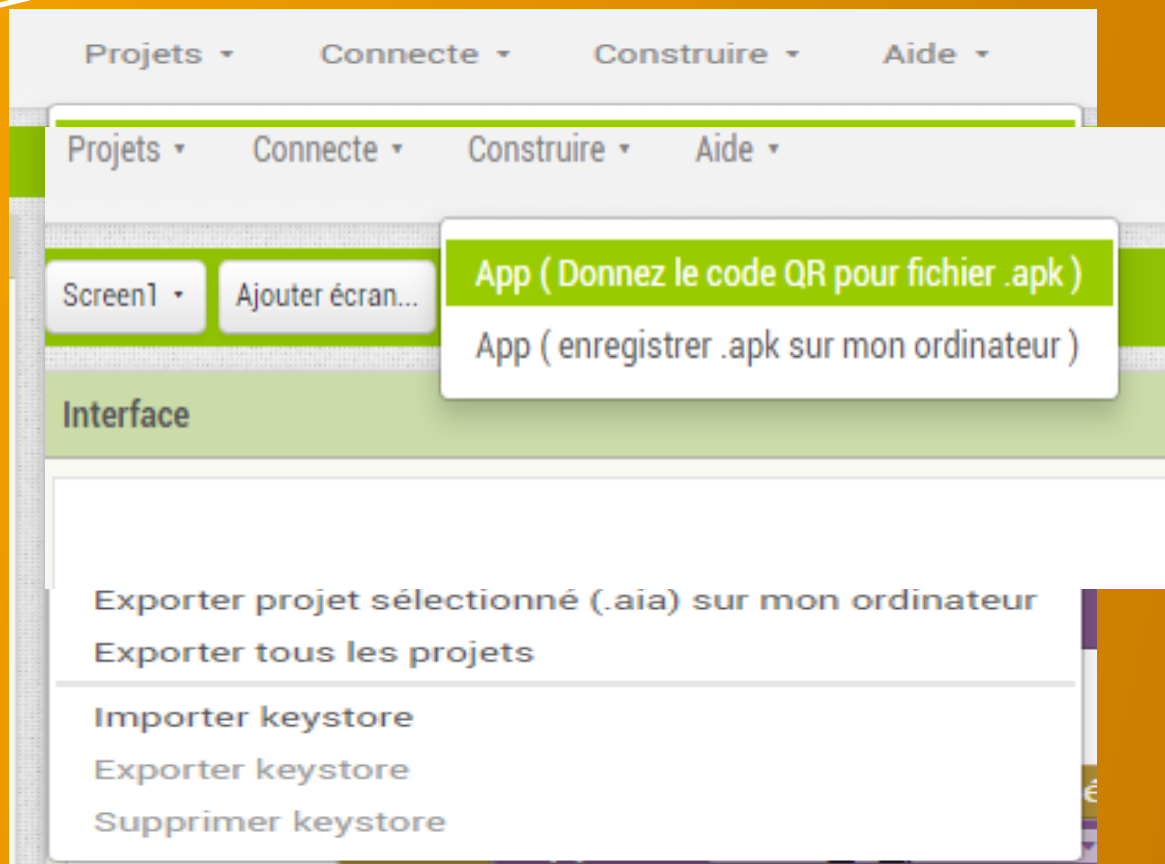 Projets Connecte Construire Aide
Projets Connecte Construire Aide
App ( Donnez le code QR pour fichier .apk )
Screen1 Ajouter écran...
App ( enregistrer .apk sur mon ordinateur )
Interface
Exporter projet sélectionné (.aia) sur mon ordinateur
Exporter tous les projets
Importer keystore
Exporter keystore
Supprimer keystore